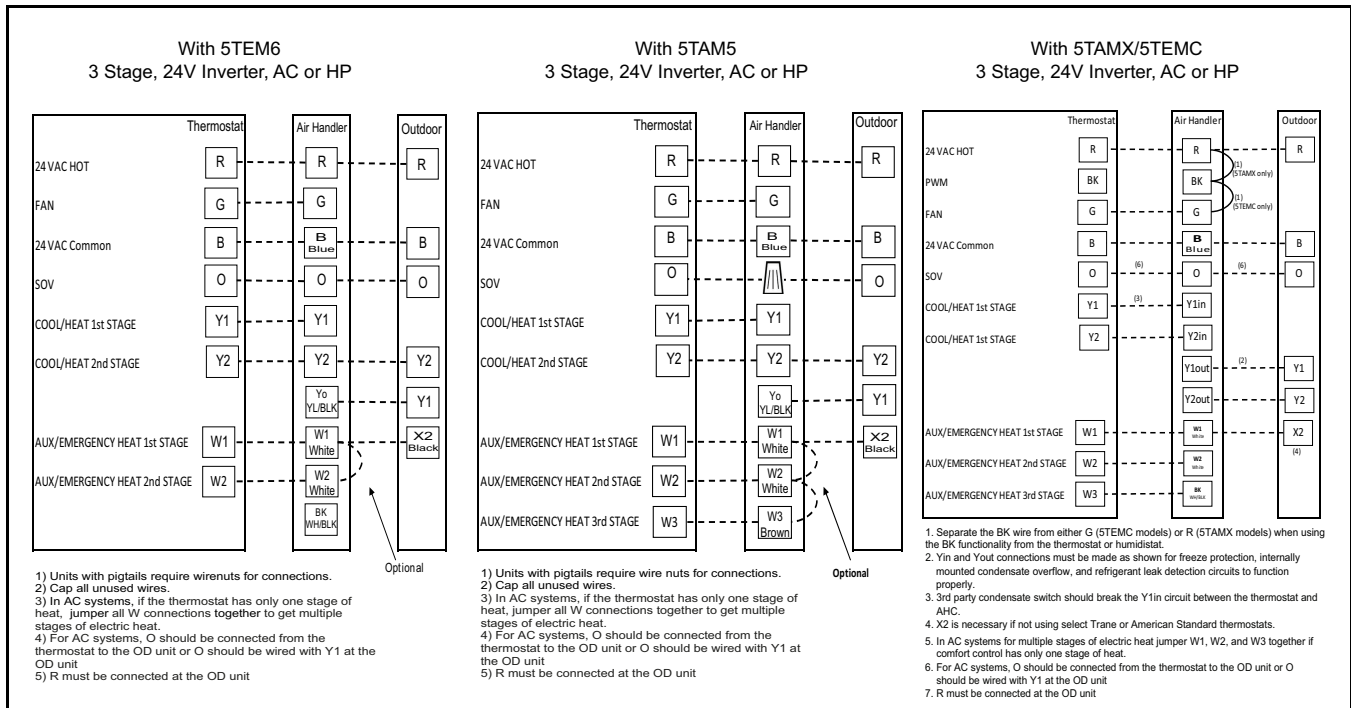 With 5TEM6
3 Stage, 24V Inverter, AC or HP
Thermostat Air Handler Outdoor
24 VAC HOT R R R
FAN G G
24 VAC Common B B Blue B
SOV O O O
COOL/HEAT 1st STAGE Y1 Y1
COOL/HEAT 2nd STAGE Y2 Y2 Y2
Yo YL/BLK Y1
AUX/EMERGENCY HEAT 1st STAGE W1 W1 White X2 Black
AUX/EMERGENCY HEAT 2nd STAGE W2 W2 White
BK WH/BLK
Optional
1) Units with pigtails require wirenuts for connections.
2) Cap all unused wires.
3) In AC systems, if the thermostat has only one stage of
heat, jumper all W connections together to get multiple
stages of electric heat.
4) For AC systems, O should be connected from the
thermostat to the OD unit or O should be wired with Y1 at the
OD unit
5) R must be connected at the OD unit
With 5TAM5
3 Stage, 24V Inverter, AC or HP
Thermostat Air Handler Outdoor
24 VAC HOT R R R
FAN G G
24 VAC Common B B Blue B
SOV O O
COOL/HEAT 1st STAGE Y1 Y1
COOL/HEAT 2nd STAGE Y2 Y2 Y2
Yo YL/BLK Y1
AUX/EMERGENCY HEAT 1st STAGE W1 W1 White X2 Black
AUX/EMERGENCY HEAT 2nd STAGE W2 W2 White
AUX/EMERGENCY HEAT 3rd STAGE W3 W3 Brown
Optional
1) Units with pigtails require wire nuts for connections.
2) Cap all unused wires.
3) In AC systems, if the thermostat has only one stage of
heat, jumper all W connections together to get multiple
stages of electric heat.
4) For AC systems, O should be connected from the
thermostat to the OD unit or O should be wired with Y1 at
the OD unit
5) R must be connected at the OD unit
With 5TAMX/5TEMC
3 Stage, 24V Inverter, AC or HP
Thermostat Air Handler Outdoor
24 VAC HOT R R R
(1)
(5TAMX only)
PWM BK BK
(1)
(5TEMC only)
FAN G G
24 VAC Common B B Blue B
SOV O (6) O (6) O
COOL/HEAT 1st STAGE Y1 (3) Y1in
COOL/HEAT 1st STAGE Y2 Y2in
Y1out (2) Y1
Y2out Y2
AUX/EMERGENCY HEAT 1st STAGE W1 W1 White X2
(4)
AUX/EMERGENCY HEAT 2nd STAGE W2 W2 White
AUX/EMERGENCY HEAT 3rd STAGE W3 BK WH/BLK
1. Separate the BK wire from either G (5TEMC models) or R (5TAMX models) when using
the BK functionality from the thermostat or humidistat.
2. Yin and Yout connections must be made as shown for freeze protection, internally
mounted condensate overflow, and refrigerant leak detection circuits to function
properly.
3. 3rd party condensate switch should break the Y1in circuit between the thermostat and
AHC.
4. X2 is necessary if not using select Trane or American Standard thermostats.
5. In AC systems for multiple stages of electric heat jumper W1, W2, and W3 together if
comfort control has only one stage of heat.
6. For AC systems, O should be connected from the thermostat to the OD unit or O
should be wired with Y1 at the OD unit
7. R must be connected at the OD unit